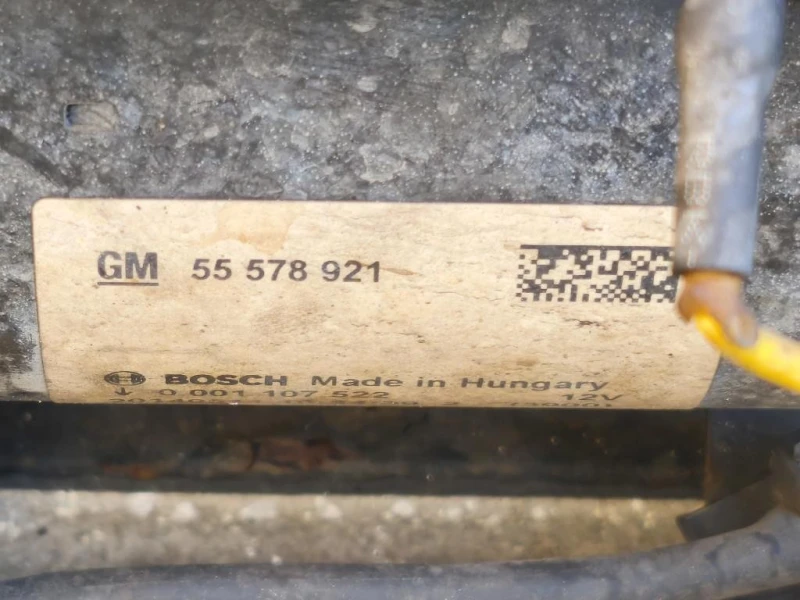 GM 55 578 921
BOSCH Made in Hungary
0 001 107 522 12V